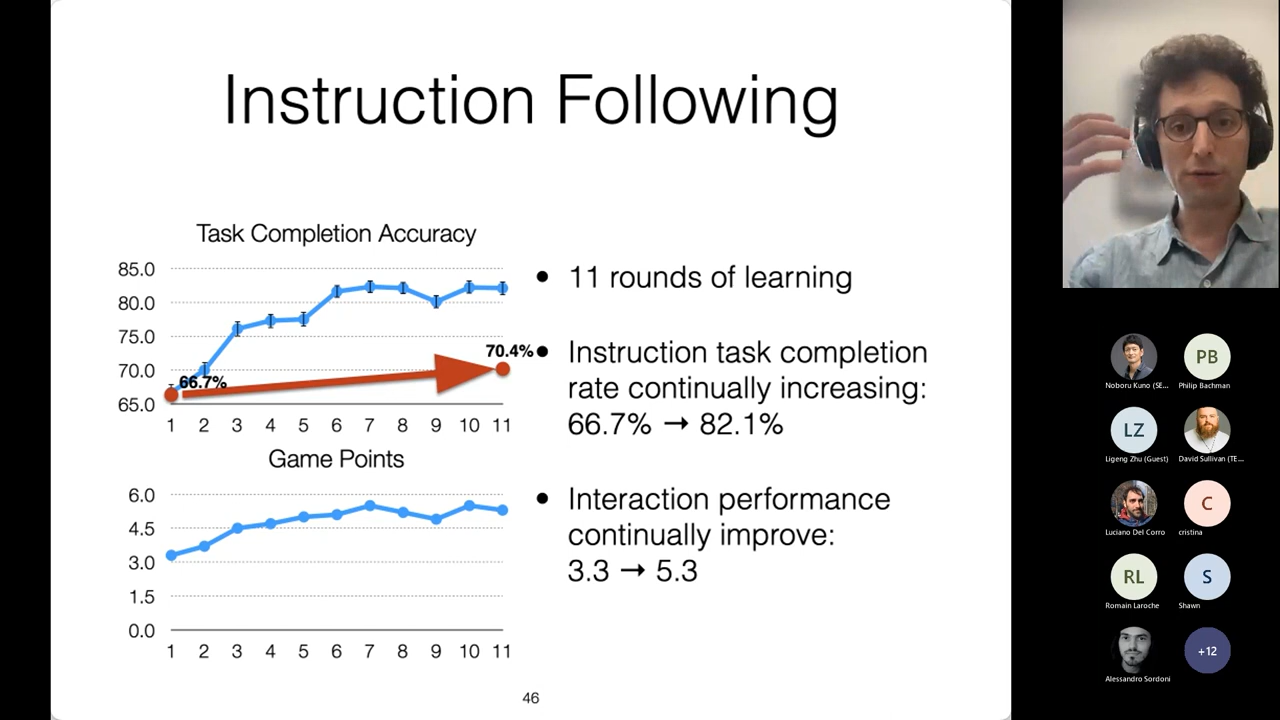 Instruction Following
Task Completion Accuracy
85.0
80.0
75.0
70.0
65.0
66.7%
70.4%
1 2 3 4 5 6 7 8 9 10 11
Game Points
6.0
4.5
3.0
1.5
0.0
1 2 3 4 5 6 7 8 9 10 11
• 11 rounds of learning
• Instruction task completion
rate continually increasing:
66.7% → 82.1%
• Interaction performance
continually improve:
3.3 → 5.3
46
PB
Noboru Kuno (SE...
Philip Bachman
LZ
Ligeng Zhu (Guest)
David Sullivan (TE...
C
Luciano Del Corro
cristina
RL
S
Romain Laroche
Shawn
+12
Alessandro Sordoni